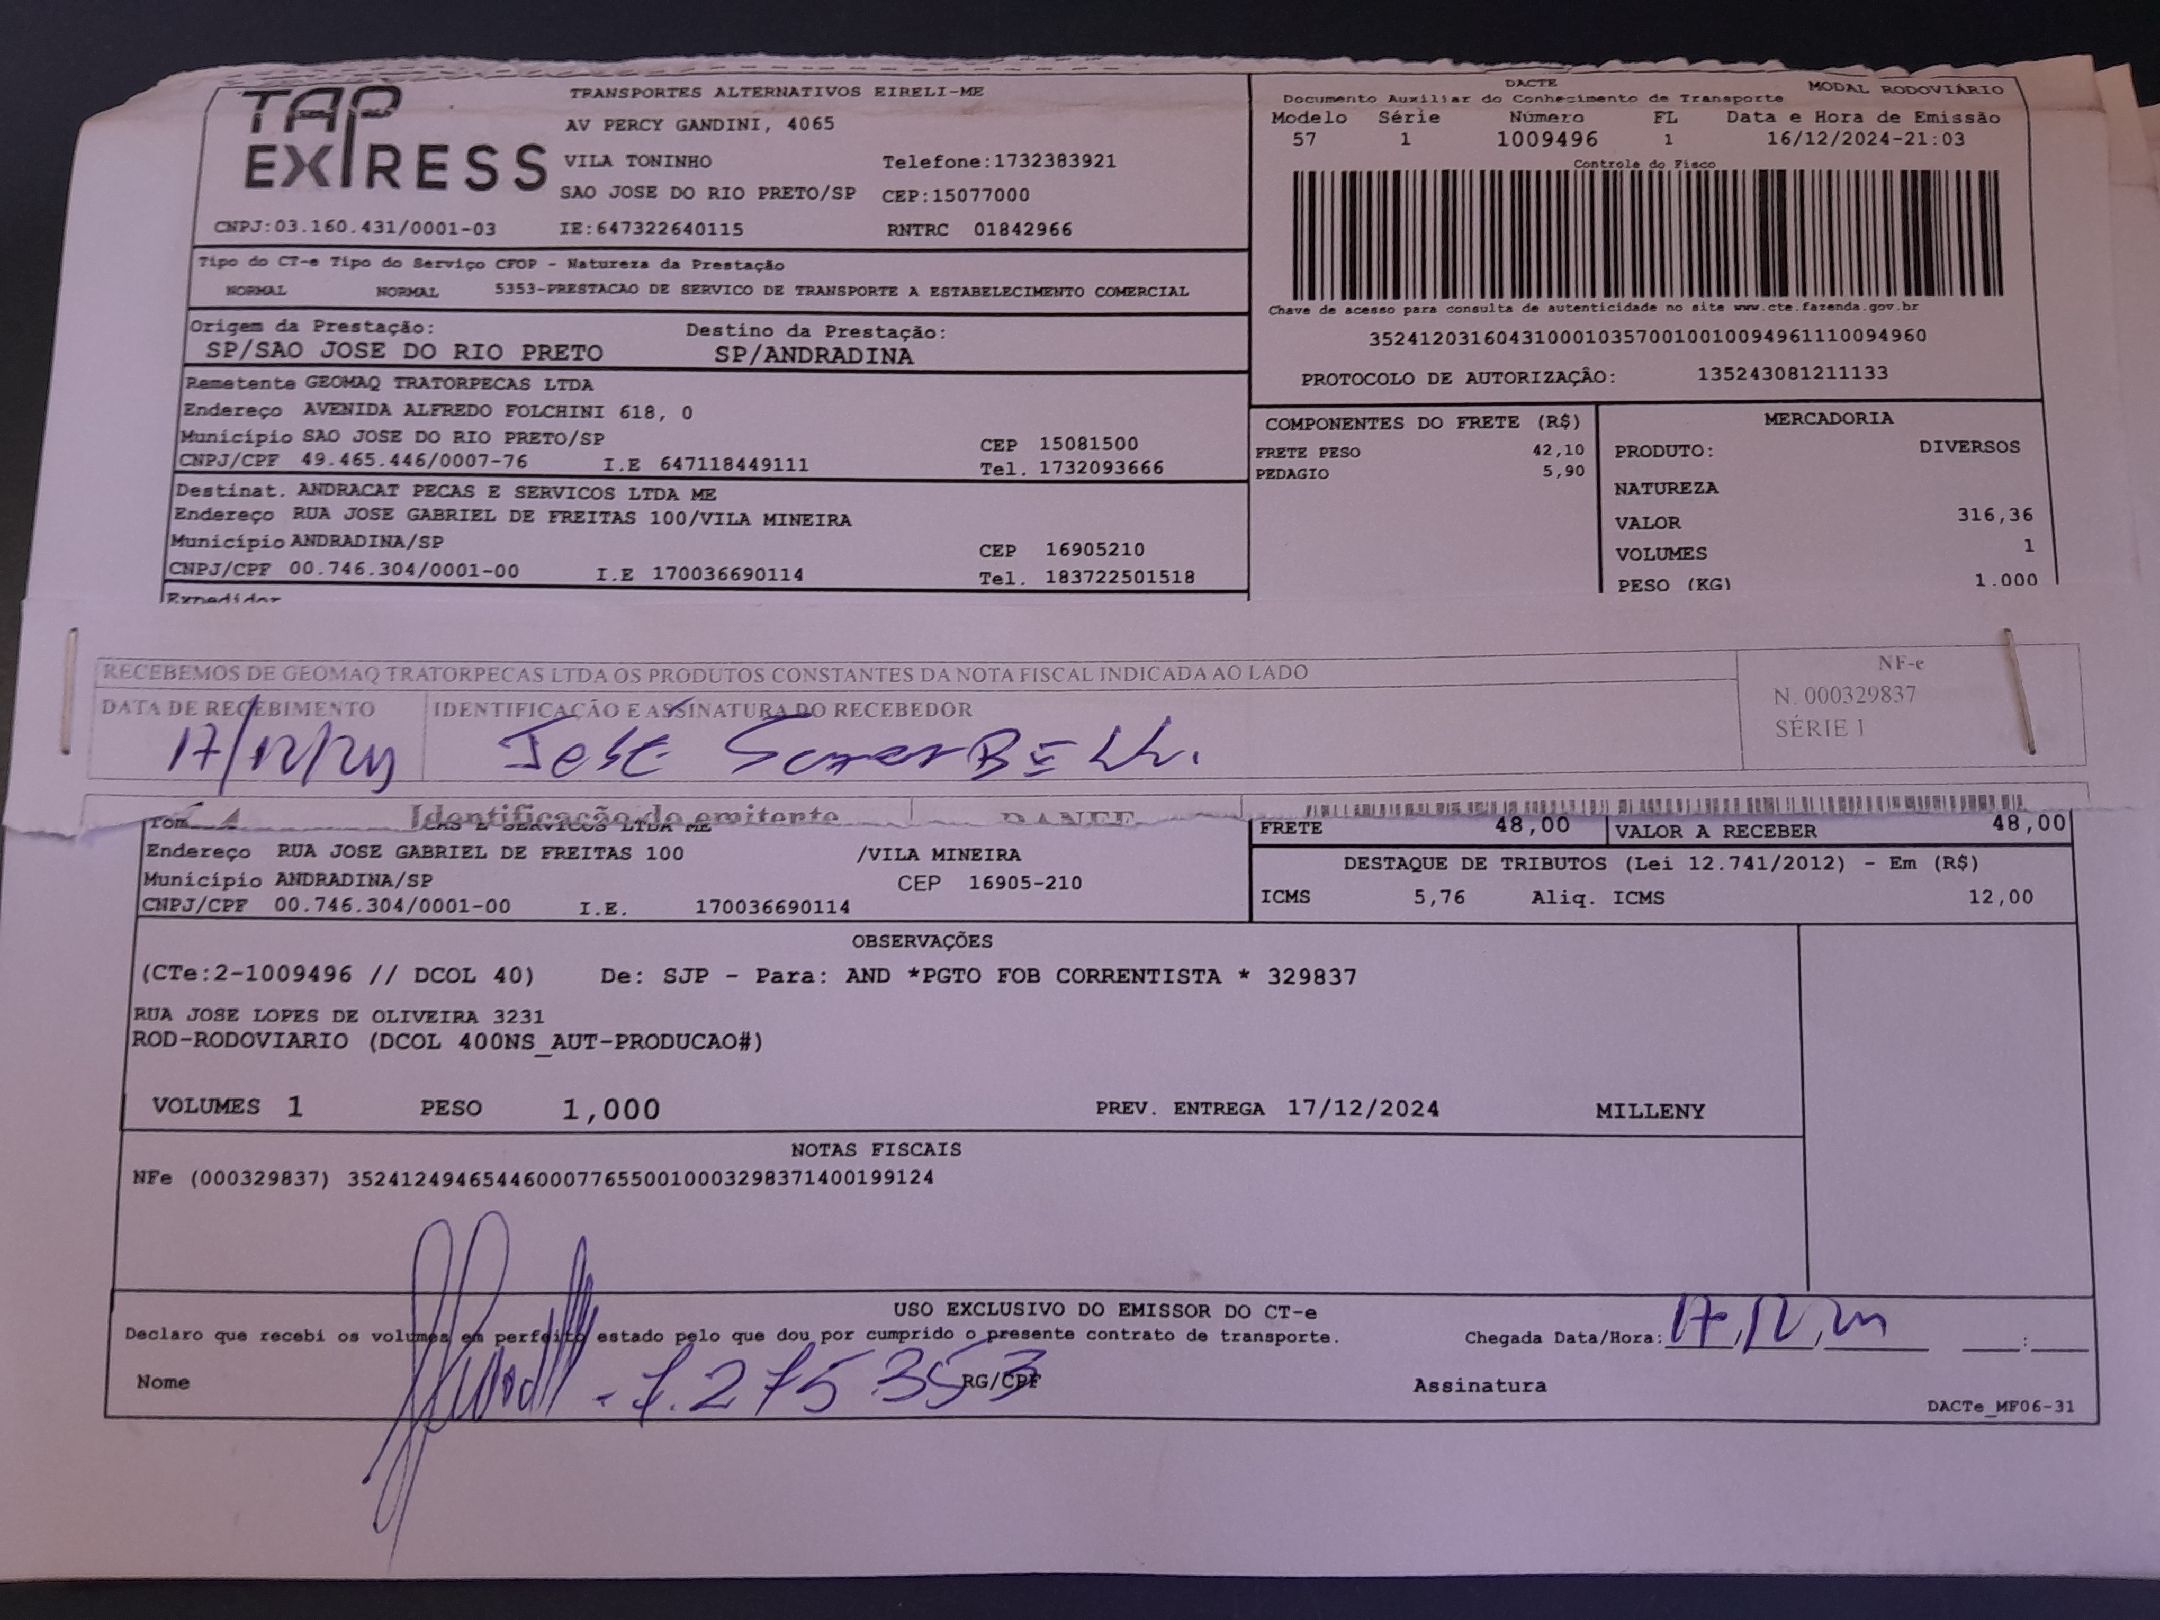 TAP EXPRESS
TRANSPORTES ALTERNATIVOS EIRELI-ME
AV PERCY GANDINI, 4065
VILA TONINHO Telefone:1732383921
SAO JOSE DO RIO PRETO/SP CEP:15077000
CNPJ:03.160.431/0001-03 IE:647322640115 RNTRC 01842966
DACTE MODAL RODOVIÁRIO
Documento Auxiliar do Conhecimento de Transporte
Modelo Série Número FL Data e Hora de Emissão
57 1 1009496 1 16/12/2024-21:03
Controle do Fisco
Chave de acesso para consulta de autenticidade no site www.cte.fazenda.gov.br
35241203160431000103570010010094961110094960
PROTOCOLO DE AUTORIZAÇÃO: 135243081211133
Tipo do CT-e Tipo do Serviço CFOP - Natureza da Prestação
NORMAL NORMAL 5353-PRESTACAO DE SERVICO DE TRANSPORTE A ESTABELECIMENTO COMERCIAL
Origem da Prestação: Destino da Prestação:
SP/SAO JOSE DO RIO PRETO SP/ANDRADINA
Remetente GEOMAQ TRATORPECAS LTDA
Endereço AVENIDA ALFREDO FOLCHINI 618, 0
Município SAO JOSE DO RIO PRETO/SP CEP 15081500
CNPJ/CPF 49.465.446/0007-76 I.E 647118449111 Tel. 1732093666
Destinat. ANDRACAT PECAS E SERVICOS LTDA ME
Endereço RUA JOSE GABRIEL DE FREITAS 100/VILA MINEIRA
Município ANDRADINA/SP CEP 16905210
CNPJ/CPF 00.746.304/0001-00 I.E 170036690114 Tel. 183722501518
Expedidor
COMPONENTES DO FRETE (R$)
FRETE PESO 42,10
PEDAGIO 5,90
MERCADORIA
PRODUTO: DIVERSOS
NATUREZA
VALOR 316,36
VOLUMES 1
PESO (KG) 1.000
RECEBEMOS DE GEOMAQ TRATORPECAS LTDA OS PRODUTOS CONSTANTES DA NOTA FISCAL INDICADA AO LADO
DATA DE RECEBIMENTO IDENTIFICAÇÃO E ASSINATURA DO RECEBEDOR
17/12/24
NF-e
N. 000329837
SÉRIE 1
Identificação do emitente DANFE
CAS E SERVICOS LTDA ME
Endereço RUA JOSE GABRIEL DE FREITAS 100 /VILA MINEIRA
Município ANDRADINA/SP CEP 16905-210
CNPJ/CPF 00.746.304/0001-00 I.E. 170036690114
FRETE 48,00 VALOR A RECEBER 48,00
DESTAQUE DE TRIBUTOS (Lei 12.741/2012) - Em (R$)
ICMS 5,76 Aliq. ICMS 12,00
OBSERVAÇÕES
(CTe:2-1009496 // DCOL 40) De: SJP - Para: AND *PGTO FOB CORRENTISTA * 329837
RUA JOSE LOPES DE OLIVEIRA 3231
ROD-RODOVIARIO (DCOL 400NS_AUT-PRODUCAO#)
VOLUMES 1 PESO 1,000 PREV. ENTREGA 17/12/2024 MILLENY
NOTAS FISCAIS
NFe (000329837) 35241249465446000776550010003298371400199124
USO EXCLUSIVO DO EMISSOR DO CT-e
Declaro que recebi os volumes em perfeito estado pelo que dou por cumprido o presente contrato de transporte. Chegada Data/Hora: 17/12/24 :
Nome 7.275353 RG/CPF Assinatura
DACTe_MF06-31